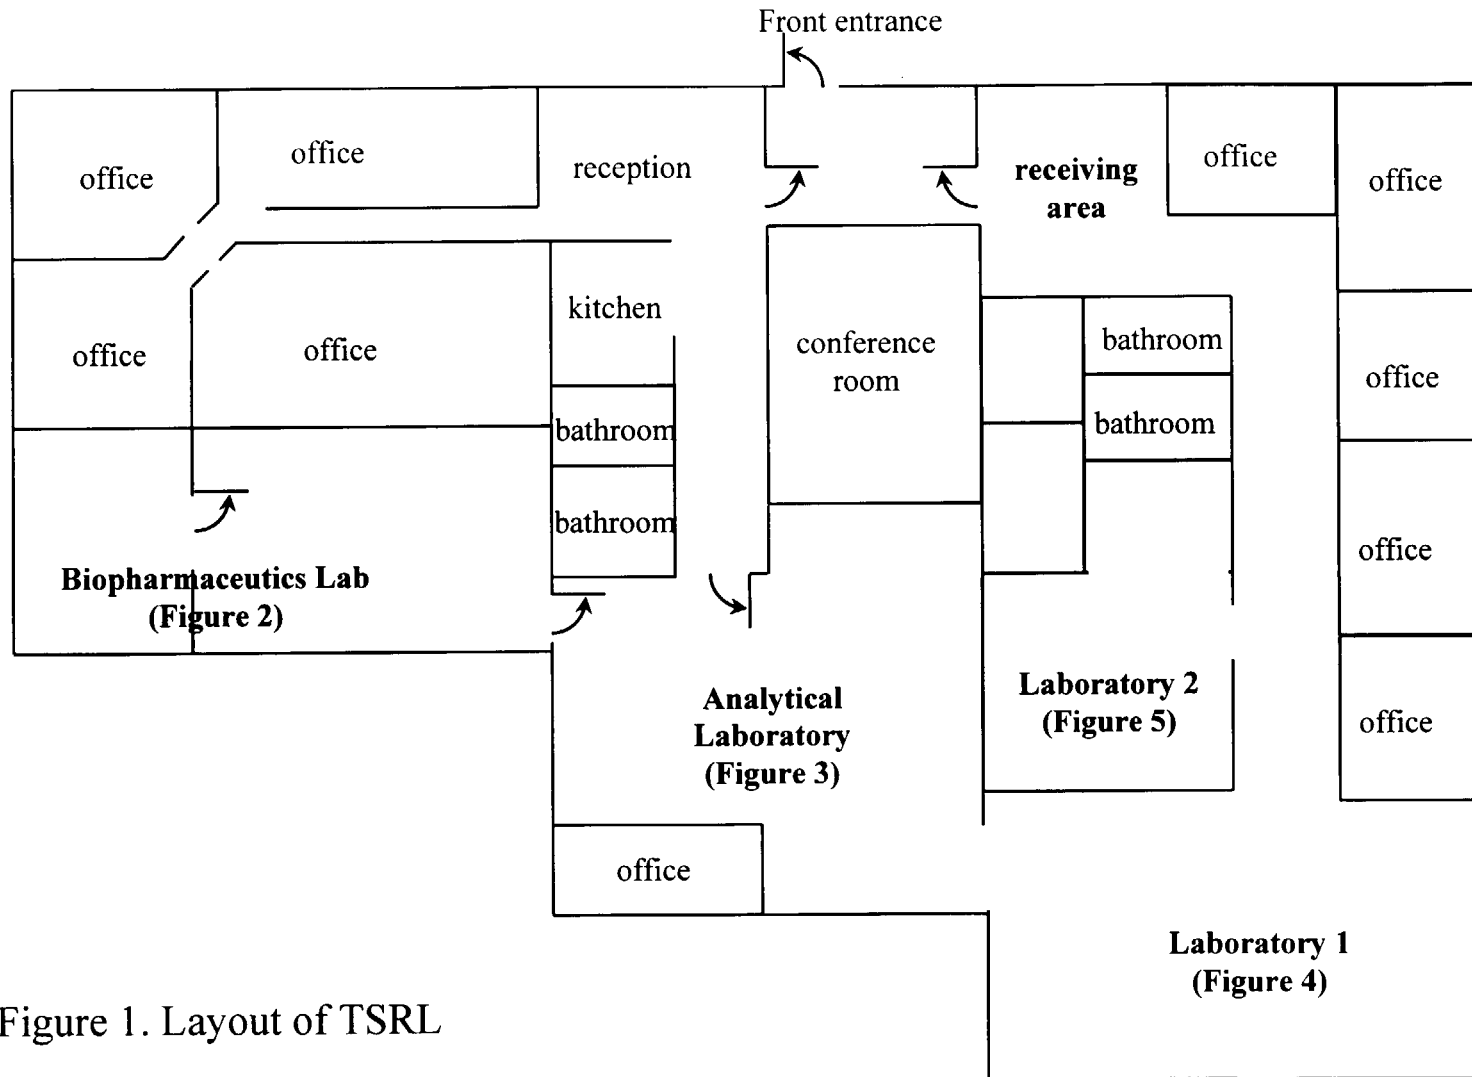 Front entrance
office
office
reception
receiving
area
office
office
office
office
kitchen
conference
room
bathroom
bathroom
office
bathroom
bathroom
office
Biopharmaceutics Lab
(Figure 2)
Analytical
Laboratory
(Figure 3)
Laboratory 2
(Figure 5)
office
office
Laboratory 1
(Figure 4)
Figure 1. Layout of TSRL